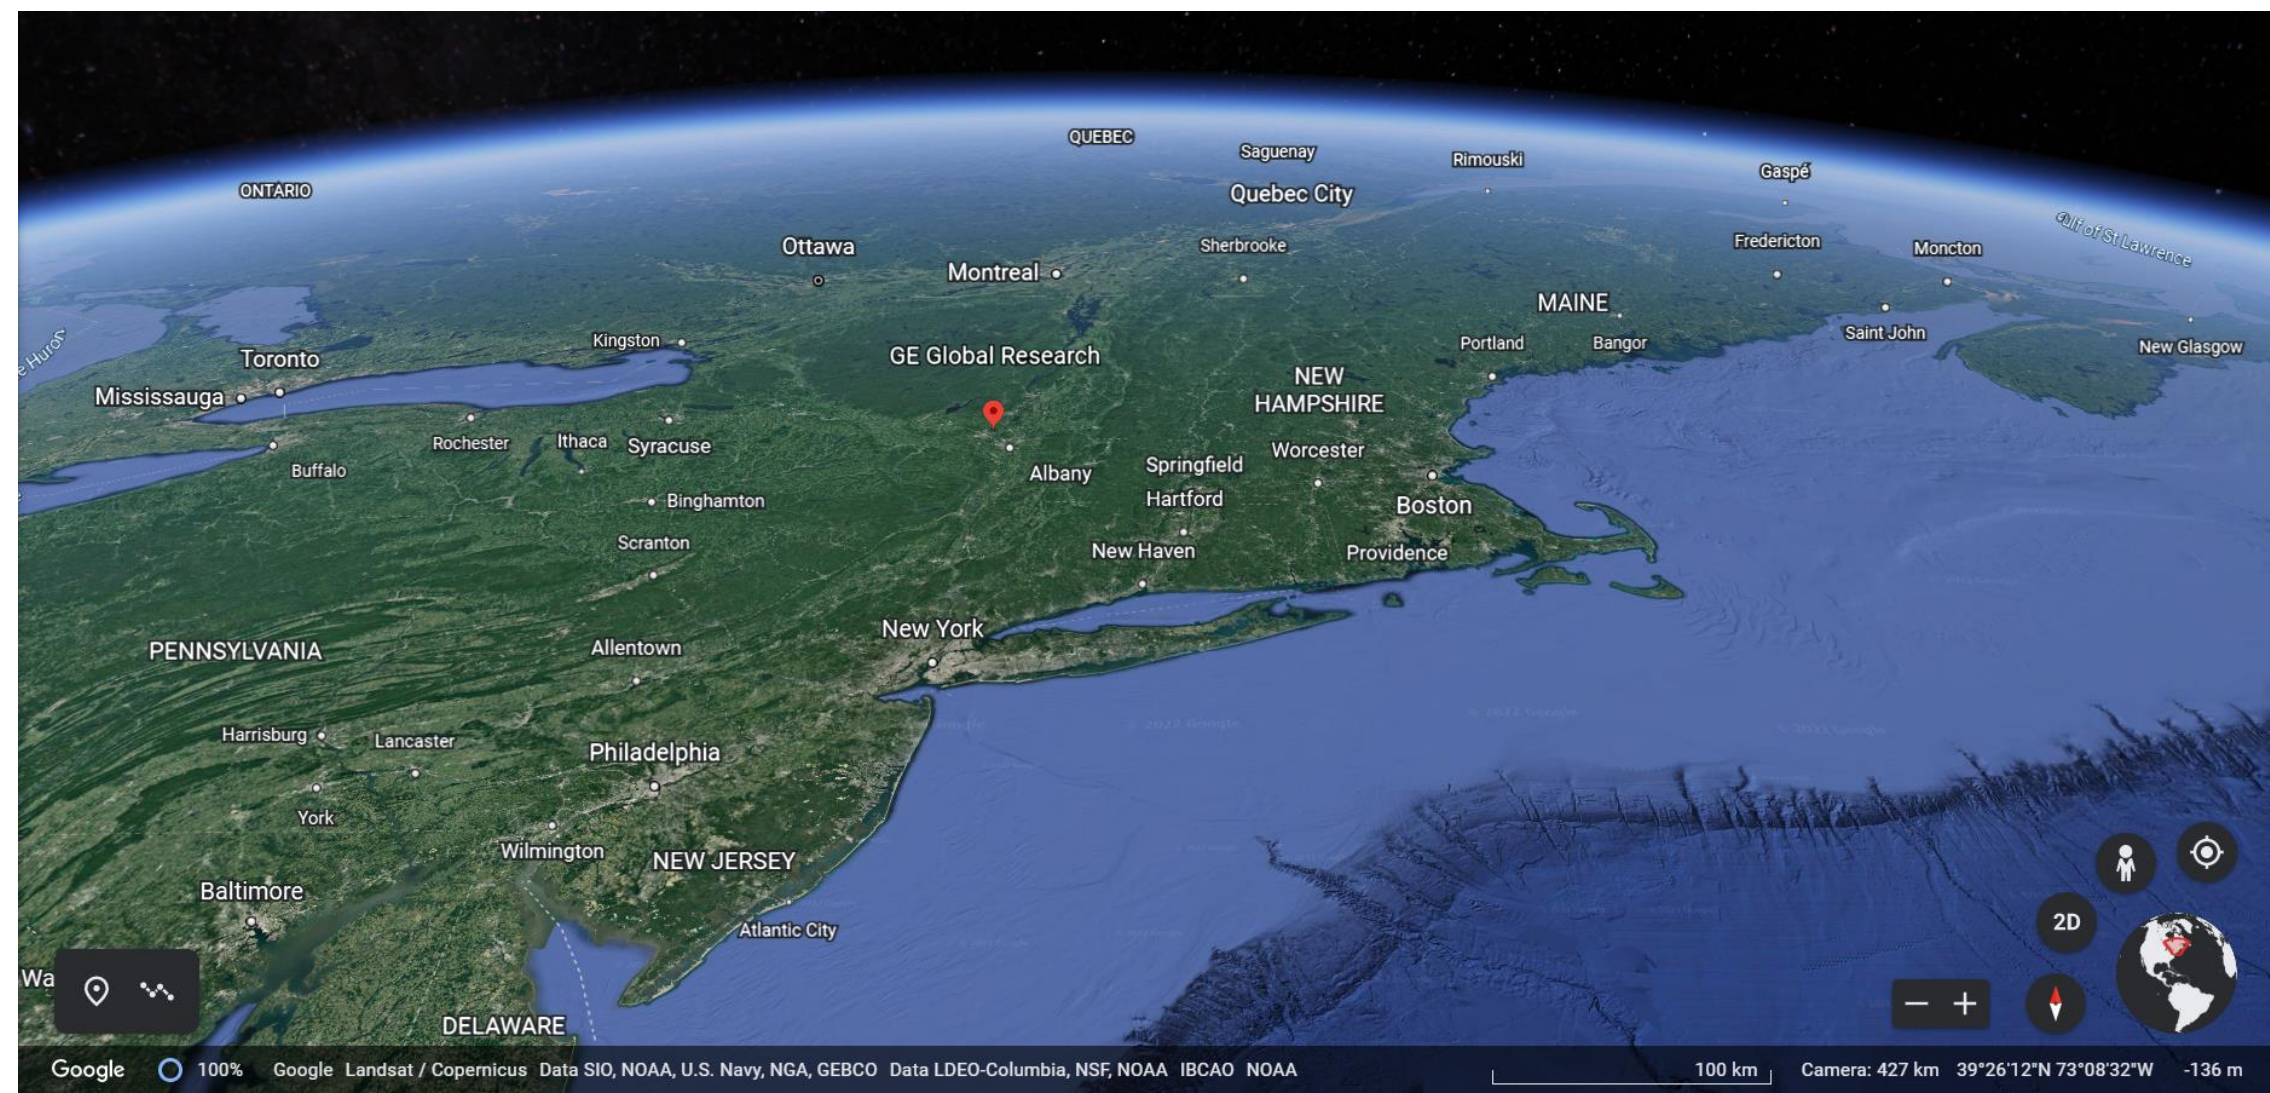 QUEBEC
Saguenay
Rimouski
Gaspé
ONTARIO
Quebec City
Gulf of St Lawrence
Ottawa
Sherbrooke
Fredericton
Moncton
Montreal
MAINE
Kingston
Portland
Bangor
Saint John
New Glasgow
e Huron
Toronto
GE Global Research
NEW
HAMPSHIRE
Mississauga
Rochester
Ithaca
Syracuse
Buffalo
Albany
Springfield
Worcester
Binghamton
Hartford
Boston
Scranton
New Haven
Providence
New York
PENNSYLVANIA
Allentown
Harrisburg
Lancaster
Philadelphia
York
Wilmington
NEW JERSEY
Baltimore
Atlantic City
2D
Wa
DELAWARE
Google 100% Google Landsat / Copernicus Data SIO, NOAA, U.S. Navy, NGA, GEBCO Data LDEO-Columbia, NSF, NOAA IBCAO NOAA 100 km Camera: 427 km 39°26'12"N 73°08'32"W -136 m